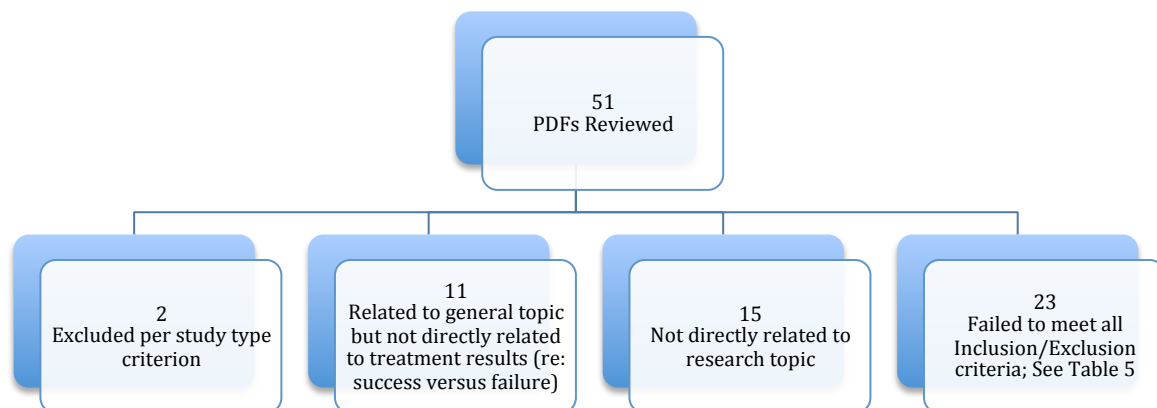 51
PDFs Reviewed
2
Excluded per study type
criterion
11
Related to general topic
but not directly related
to treatment results (re:
success versus failure)
15
Not directly related to
research topic
23
Failed to meet all
Inclusion/Exclusion
criteria; See Table 5